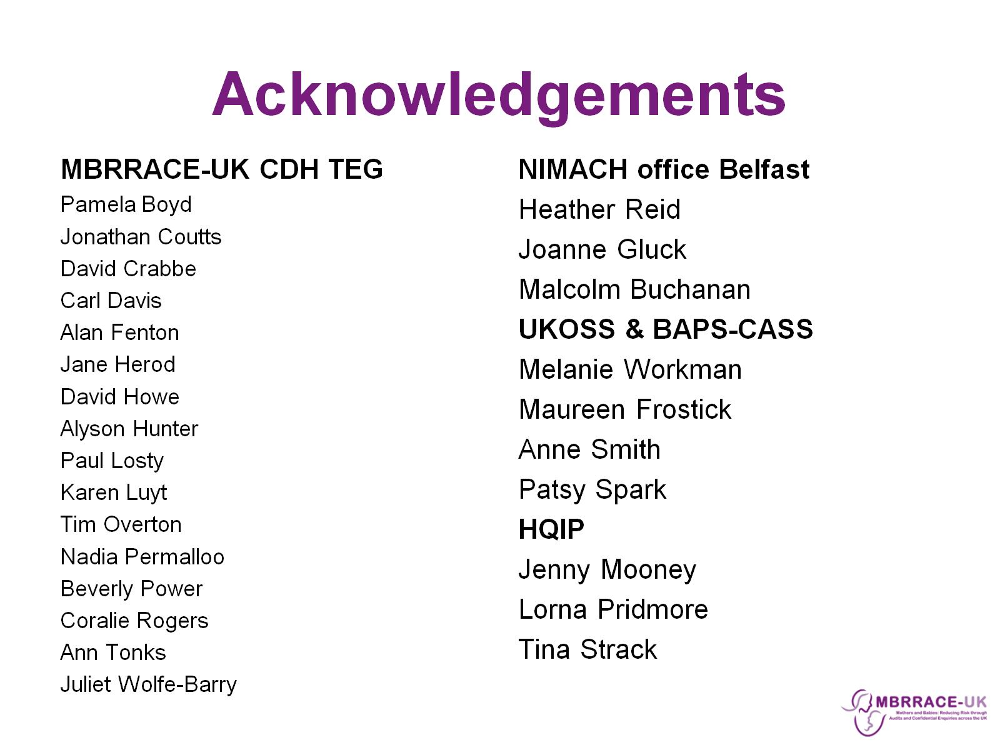 Acknowledgements
MBRRACE-UK CDH TEG
Pamela Boyd
Jonathan Coutts
David Crabbe
Carl Davis
Alan Fenton
Jane Herod
David Howe
Alyson Hunter
Paul Losty
Karen Luyt
Tim Overton
Nadia Permalloo
Beverly Power
Coralie Rogers
Ann Tonks
Juliet Wolfe-Barry
NIMACH office Belfast
Heather Reid
Joanne Gluck
Malcolm Buchanan
UKOSS & BAPS-CASS
Melanie Workman
Maureen Frostick
Anne Smith
Patsy Spark
HQIP
Jenny Mooney
Lorna Pridmore
Tina Strack
MBRRACE-UK
Mothers and Babies: Reducing Risk through
Audits and Confidential Enquiries across the UK